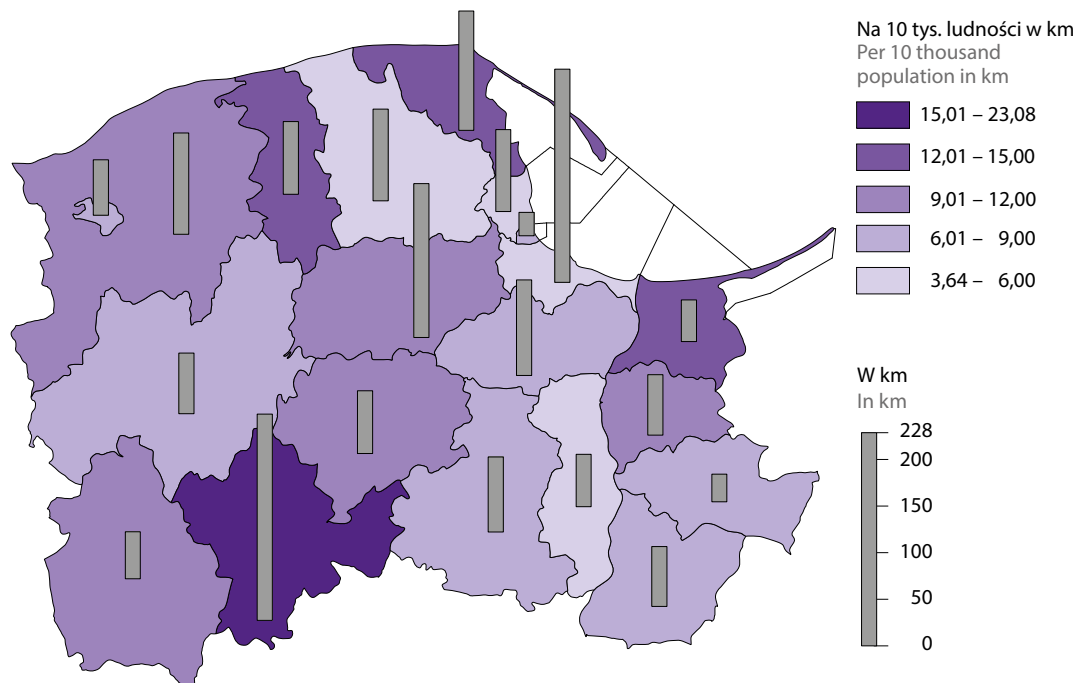 Na 10 tys. ludności w km
Per 10 thousand
population in km
15,01 – 23,08
12,01 – 15,00
9,01 – 12,00
6,01 – 9,00
3,64 – 6,00
W km
In km
228
200
150
100
50
0